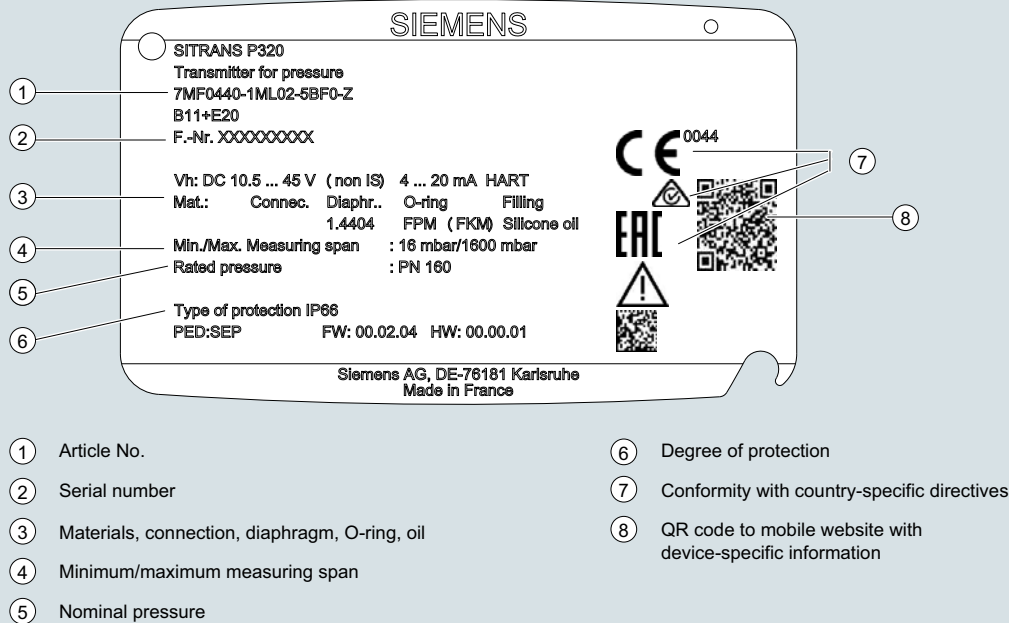 SIEMENS
SITRANS P320
Transmitter for pressure
1 7MF0440-1ML02-5BF0-Z
B11+E20
2 F.-Nr. XXXXXXXXX
0044
7
Vh: DC 10.5 ... 45 V (non IS) 4 ... 20 mA HART
3 Mat.: Connec. Diaphr.. O-ring Filling
1.4404 FPM (FKM) Silicone oil
8
EAC
4 Min./Max. Measuring span : 16 mbar/1600 mbar
5 Rated pressure : PN 160
6 Type of protection IP66
PED:SEP FW: 00.02.04 HW: 00.00.01
Siemens AG, DE-76181 Karlsruhe
Made in France
1 Article No.
2 Serial number
3 Materials, connection, diaphragm, O-ring, oil
4 Minimum/maximum measuring span
5 Nominal pressure
6 Degree of protection
7 Conformity with country-specific directives
8 QR code to mobile website with
device-specific information